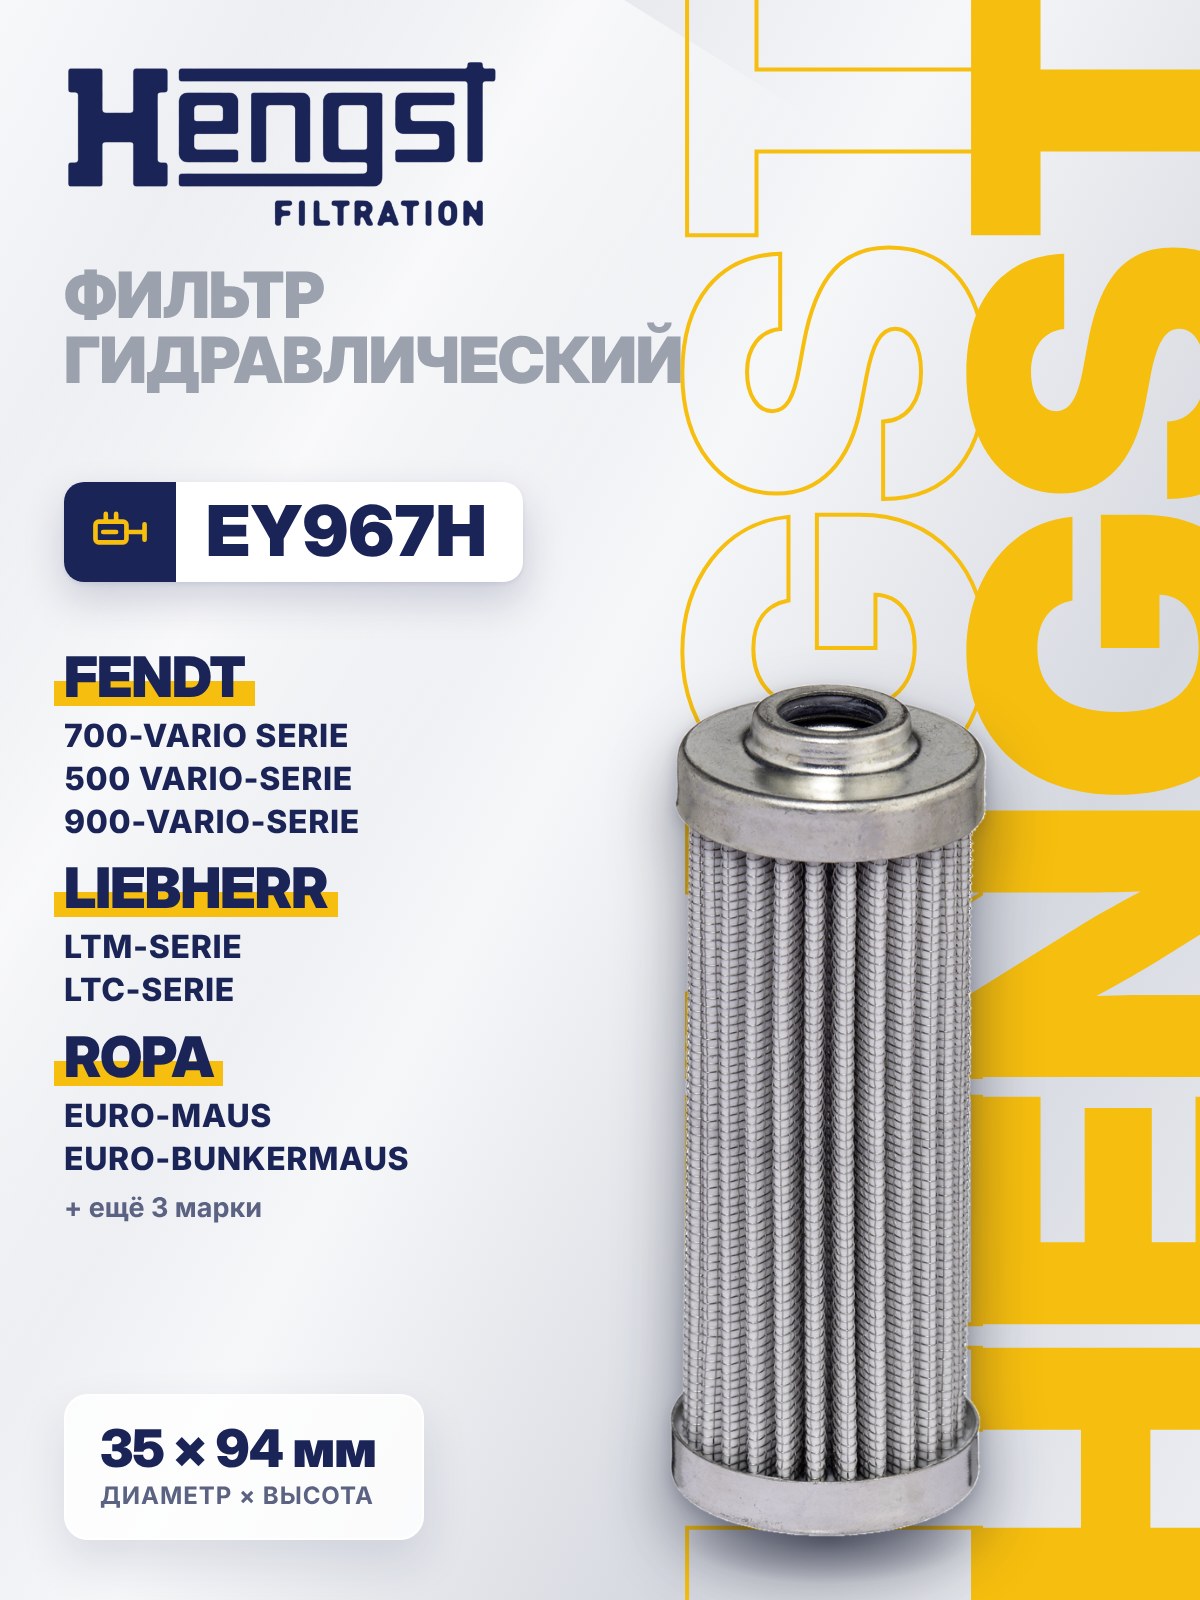 Hengst
FILTRATION
ФИЛЬТР
ГИДРАВЛИЧЕСКИЙ
EY967H
FENDT
700-VARIO SERIE
500 VARIO-SERIE
900-VARIO-SERIE
LIEBHERR
LTM-SERIE
LTC-SERIE
ROPA
EURO-MAUS
EURO-BUNKERMAUS
+ ещё 3 марки
35 × 94 мм
ДИАМЕТР × ВЫСОТА
HENGST
HENGST